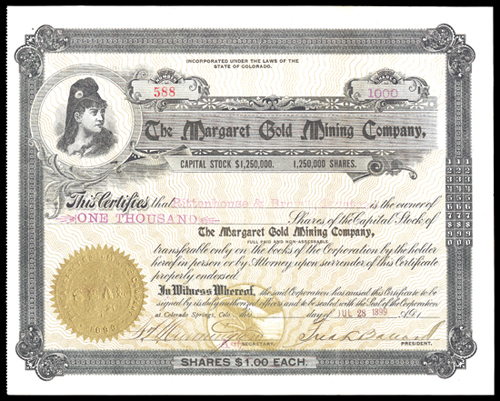 INCORPORATED UNDER THE LAWS OF THE
STATE OF COLORADO.
588
1000
The Margaret Gold Mining Company,
CAPITAL STOCK $1,250,000. 1,250,000 SHARES.
This Certifies that Rittenhouse & is the owner of
ONE THOUSAND Shares of the Capital Stock of
The Margaret Gold Mining Company,
FULL PAID AND NON-ASSESSABLE.
transferable only on the books of the Corporation by the holder
hereof in person or by Attorney upon surrender of this Certificate
properly endorsed.
In Witness Whereof, the said Corporation has caused this Certificate to be
signed by its duly authorized officers and to be sealed with the Seal of the Corporation
at Colorado Springs, Colo., this day of JUL 28 1899
SECRETARY.
PRESIDENT.
SHARES $1.00 EACH.